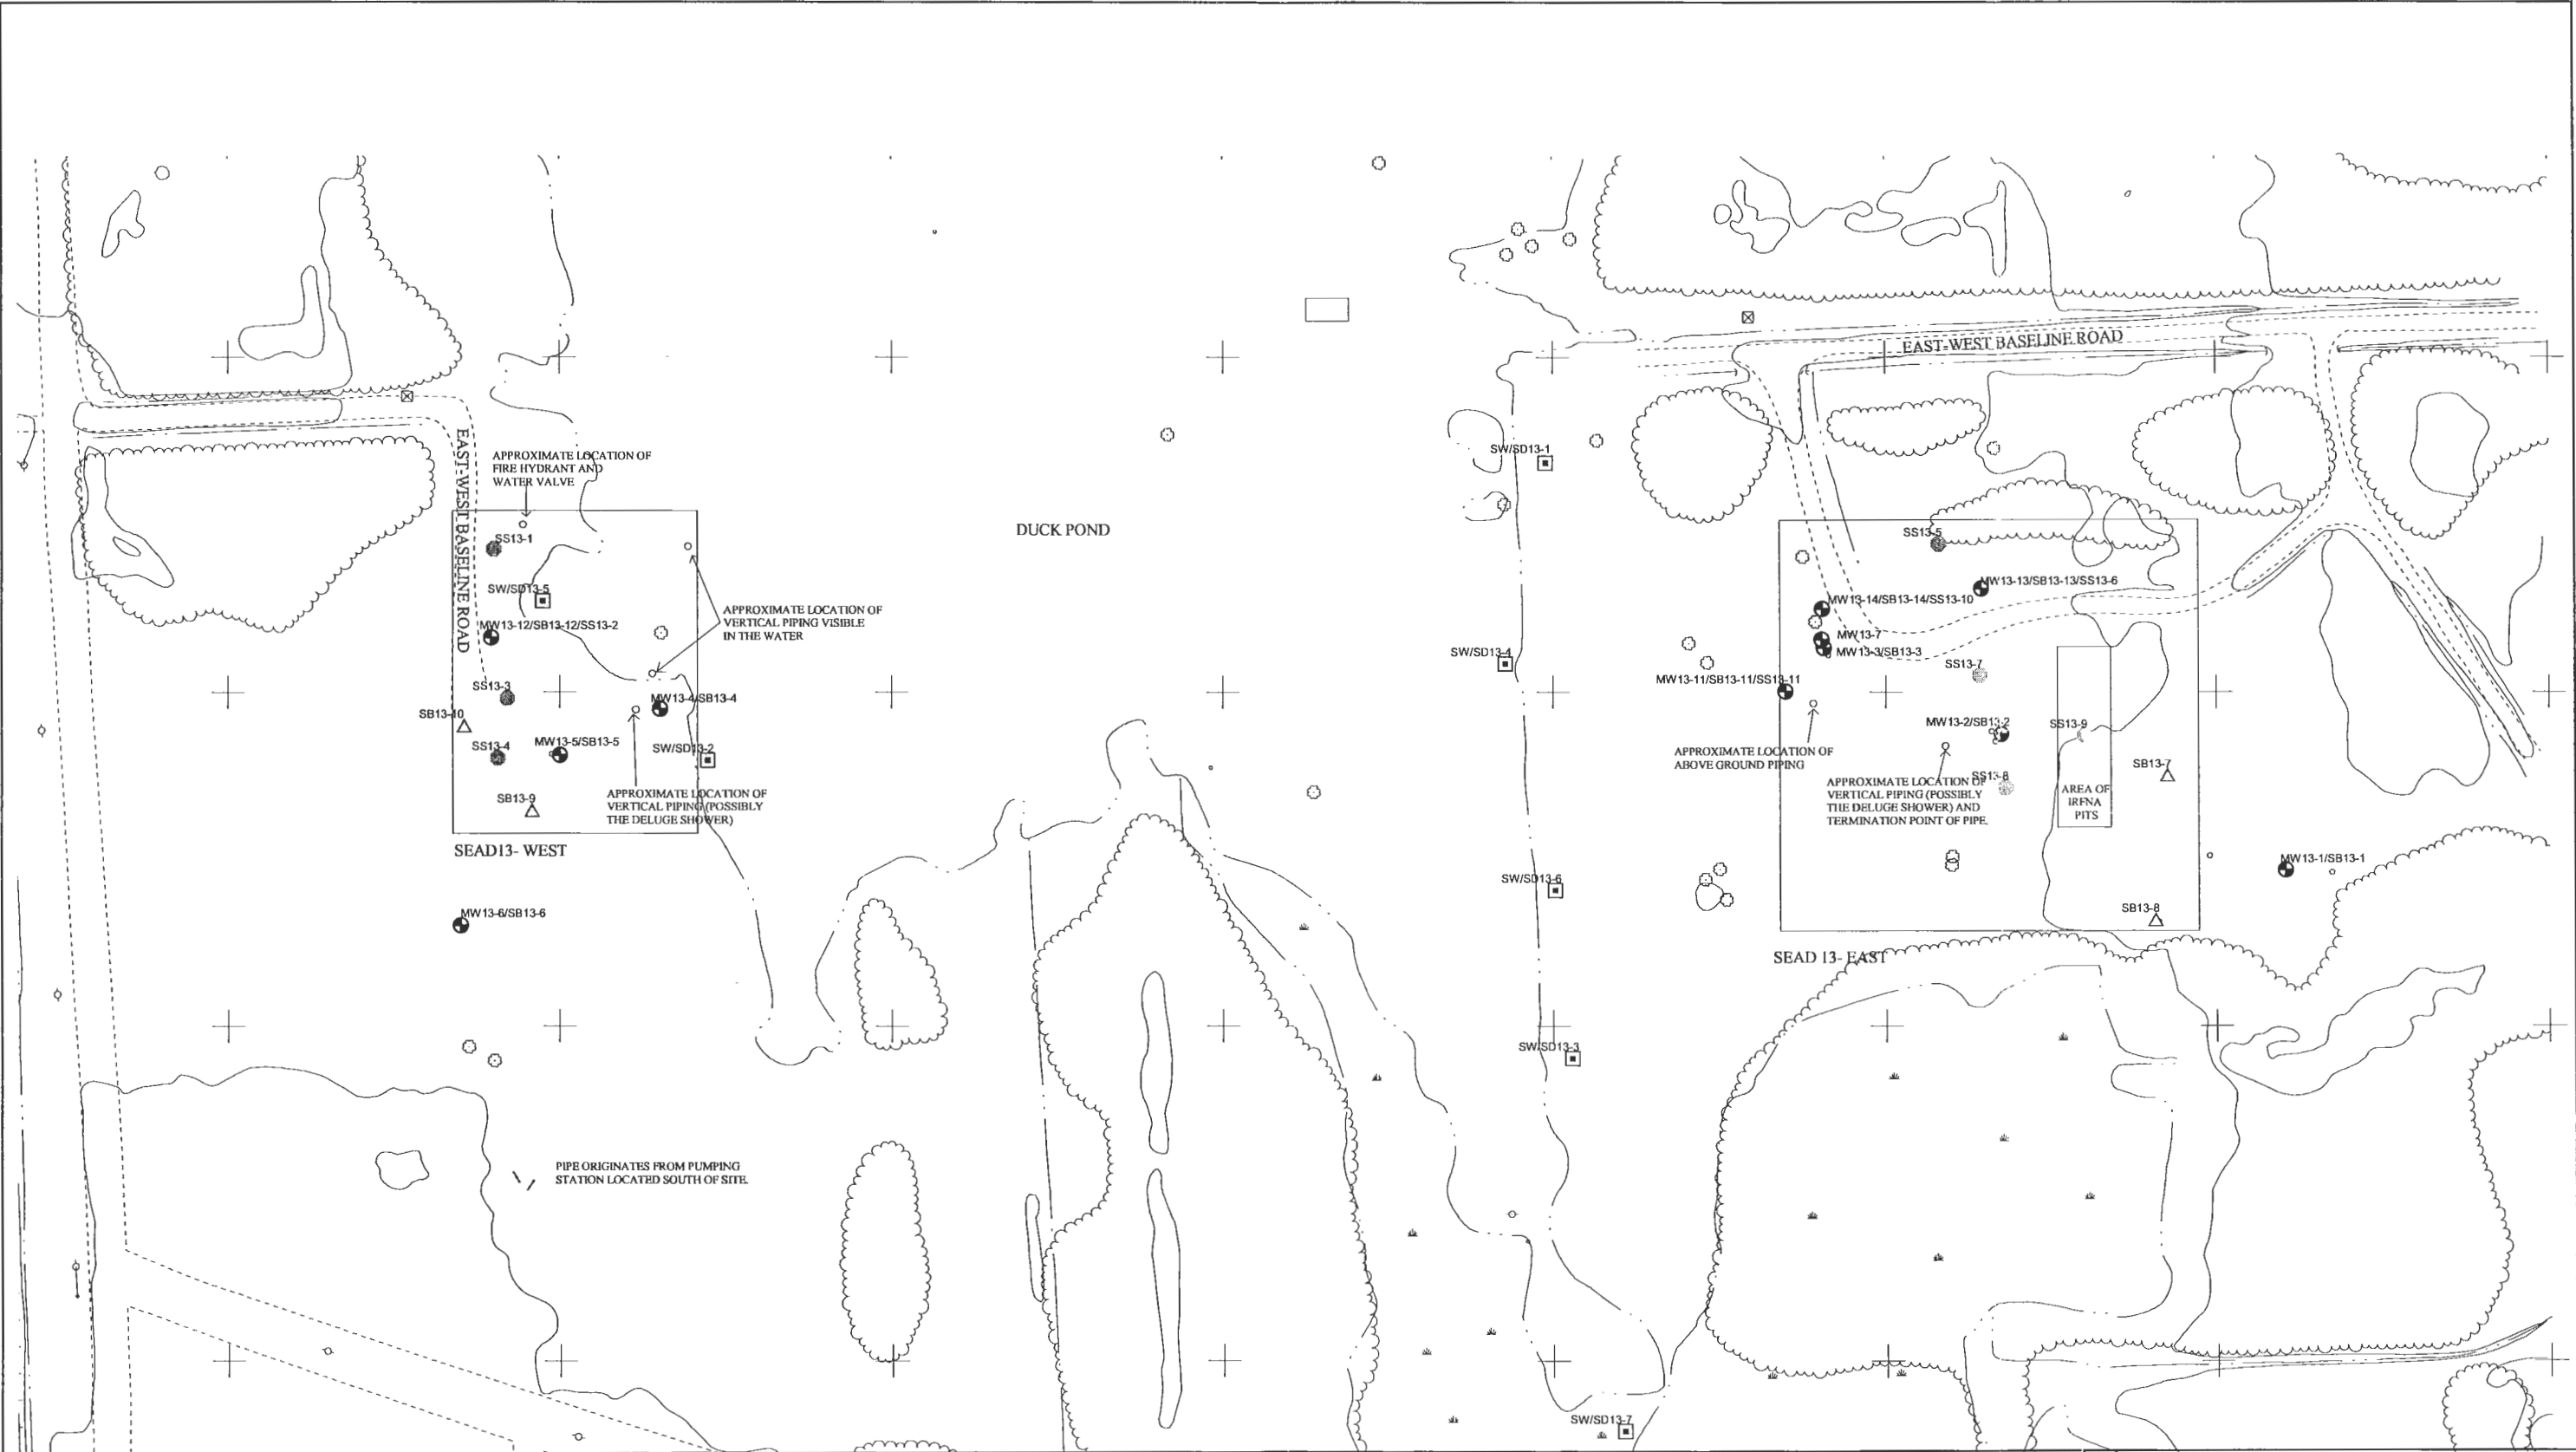 EAST-WEST BASELINE ROAD
EAST-WEST BASELINE ROAD
APPROXIMATE LOCATION OF
FIRE HYDRANT AND
WATER VALVE
SW/SD13-1
DUCK POND
SS13-1
SW/SD13-5
MW13-12/SB13-12/SS13-2
APPROXIMATE LOCATION OF
VERTICAL PIPING VISIBLE
IN THE WATER
SS13-3
MW13-4/SB13-4
SB13-10
SS13-4
MW13-5/SB13-5
SW/SD13-2
SB13-9
APPROXIMATE LOCATION OF
VERTICAL PIPING (POSSIBLY
THE DELUGE SHOWER)
SEAD13- WEST
MW13-6/SB13-6
PIPE ORIGINATES FROM PUMPING
STATION LOCATED SOUTH OF SITE.
SW/SD13-4
SW/SD13-6
SW/SD13-3
SW/SD13-7
SS13-5
MW13-13/SB13-13/SS13-6
MW13-14/SB13-14/SS13-10
MW13-7
MW13-3/SB13-3
SS13-7
MW13-11/SB13-11/SS13-11
MW13-2/SB13-2
SS13-9
APPROXIMATE LOCATION OF
ABOVE GROUND PIPING
SS13-8
APPROXIMATE LOCATION OF
VERTICAL PIPING (POSSIBLY
THE DELUGE SHOWER) AND
TERMINATION POINT OF PIPE.
AREA OF
IRFNA
PITS
SB13-7
MW13-1/SB13-1
SB13-8
SEAD 13- EAST